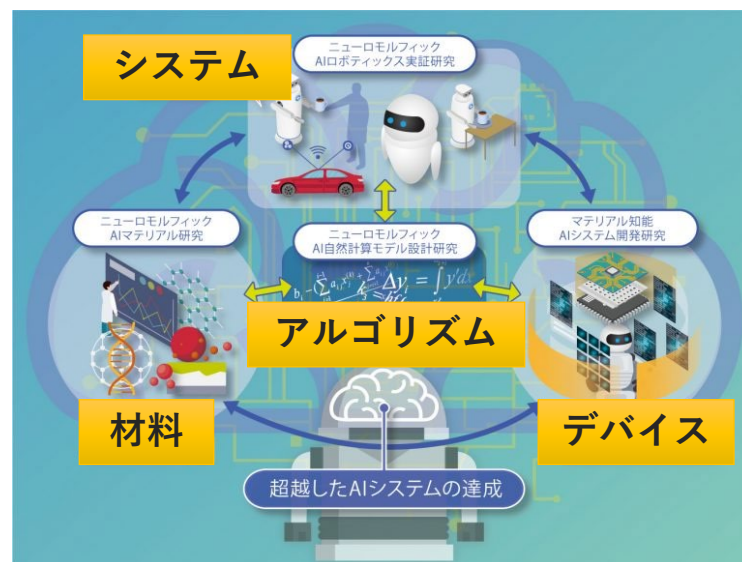 ニューロモルフィック
AIロボティックス実証研究
システム
ニューロモルフィック
AIマテリアル研究
ニューロモルフィック
AI自然計算モデル設計研究
マテリアル知能
AIシステム開発研究
アルゴリズム
材料
デバイス
超越したAIシステムの達成